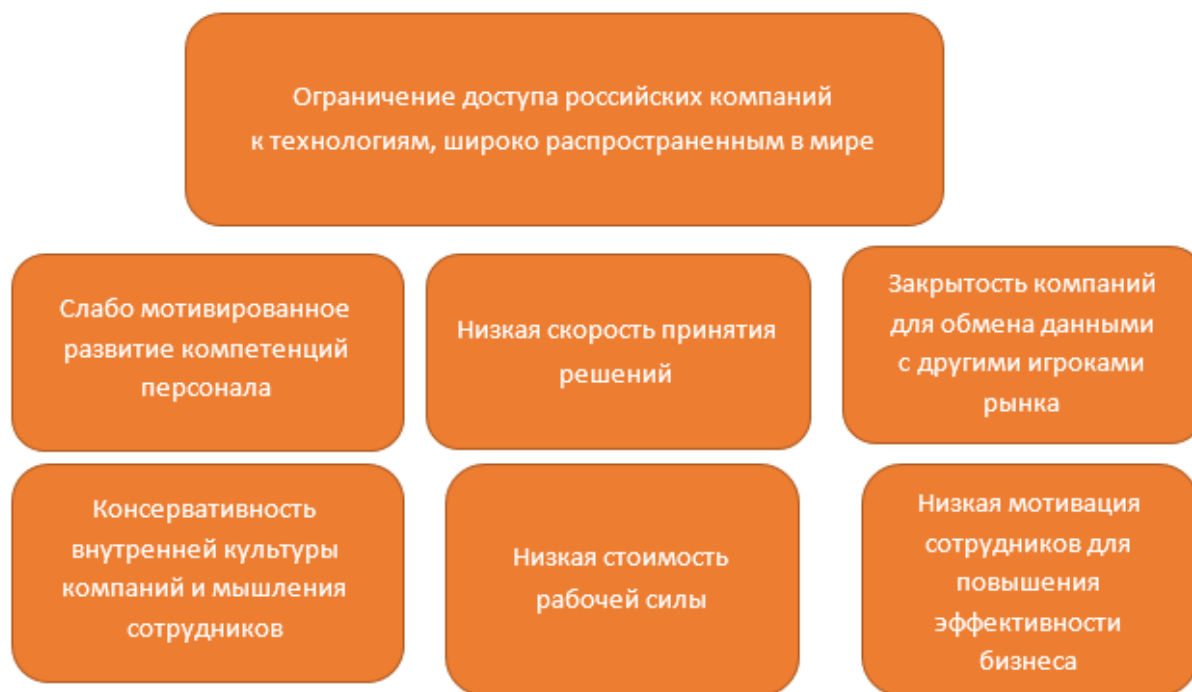 Ограничение доступа российских компаний
к технологиям, широко распространенным в мире
Слабо мотивированное
развитие компетенций
персонала
Низкая скорость принятия
решений
Закрытость компаний
для обмена данными
с другими игроками
рынка
Консервативность
внутренней культуры
компаний и мышления
сотрудников
Низкая стоимость
рабочей силы
Низкая мотивация
сотрудников для
повышения
эффективности
бизнеса